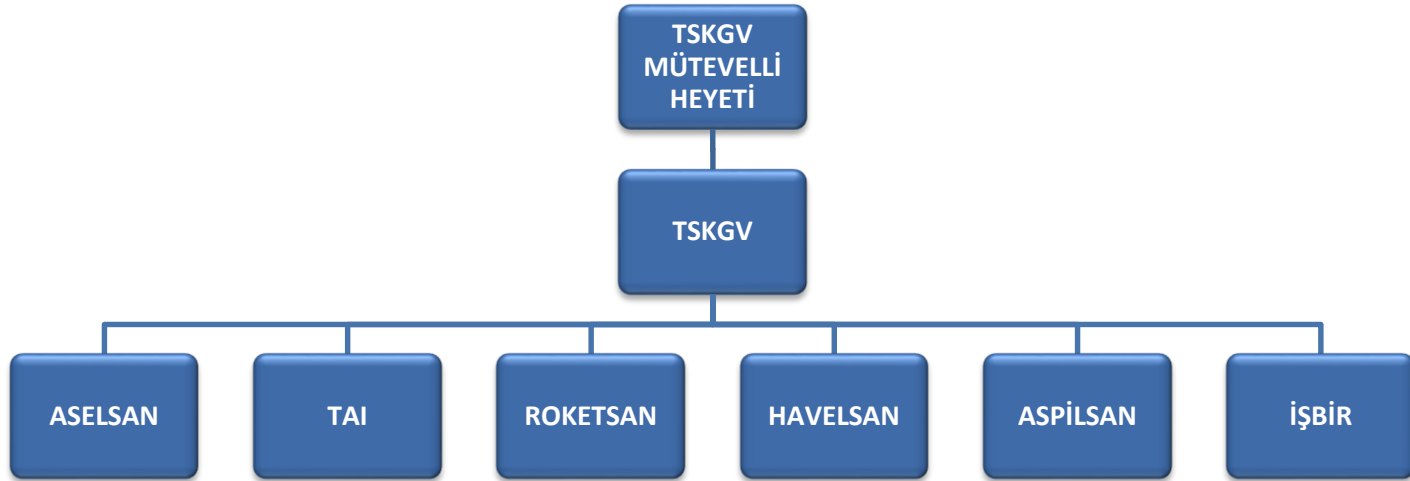 TSKGV
MÜTEVELLİ
HEYETİ
TSKGV
ASELSAN
TAI
ROKETSAN
HAVELSAN
ASPİLSAN
İŞBİR